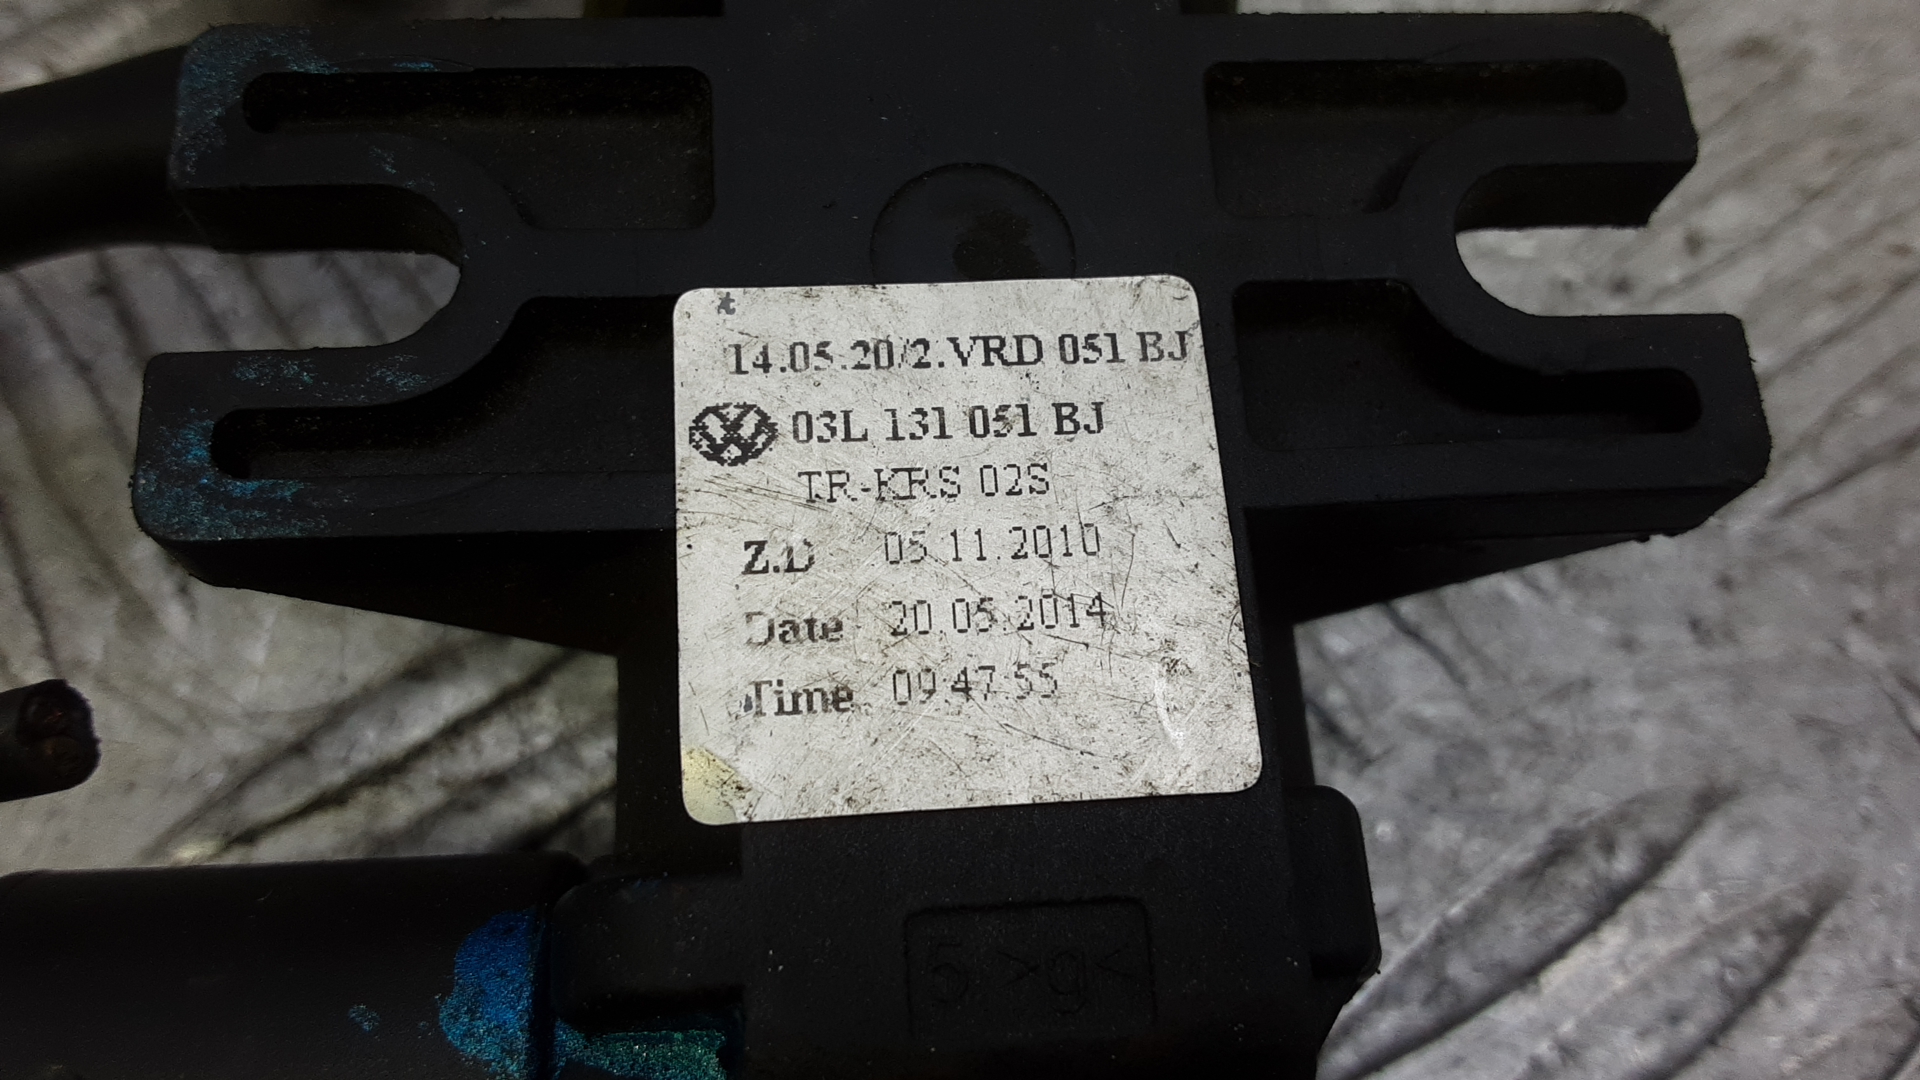 14.05.20/2.VRD 051 BJ
03L 131 051 BJ
TR-KRS 02S
Z.D 05.11.2010
Date 20.05.2014
Time 09:47:55
5 >g<